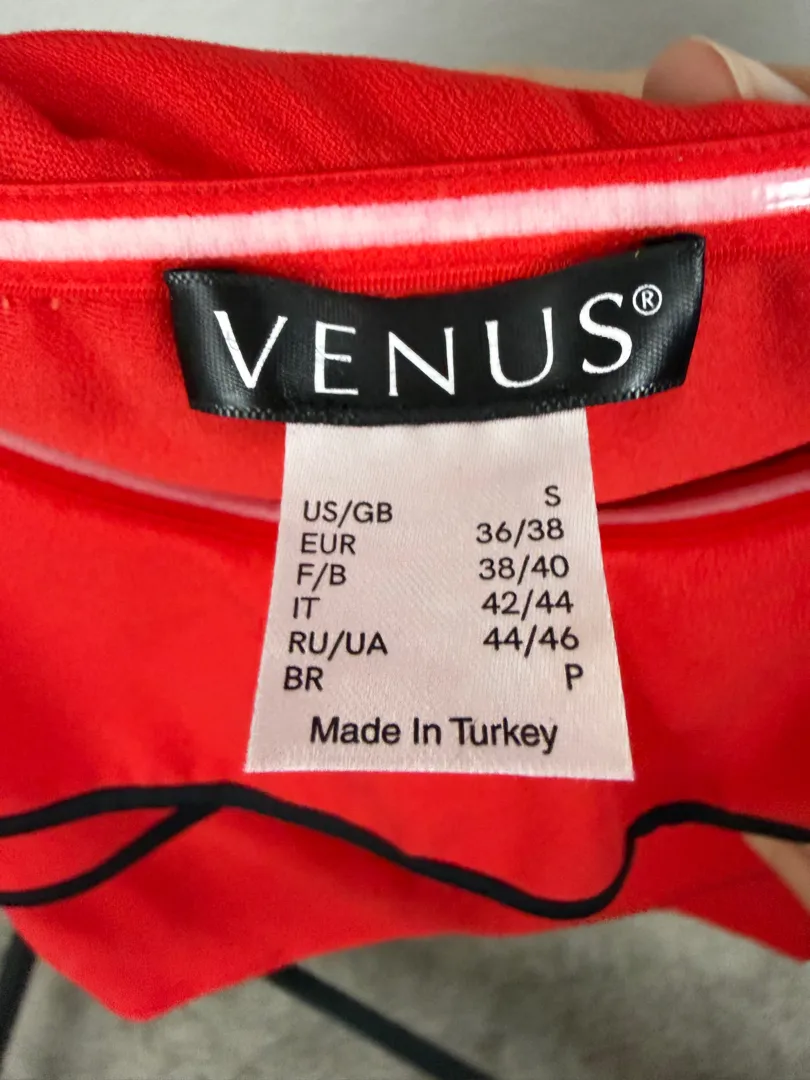 VENUS®
US/GB S
EUR 36/38
F/B 38/40
IT 42/44
RU/UA 44/46
BR P
Made In Turkey